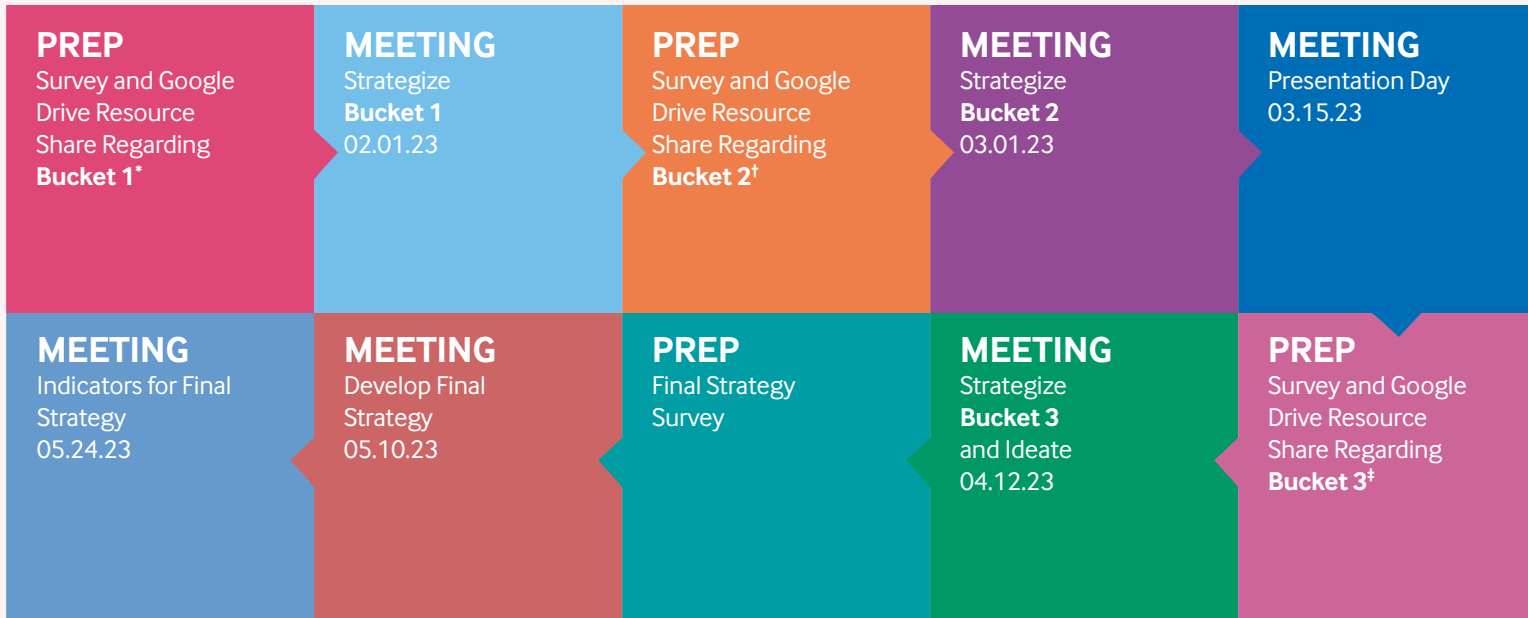 PREP
Survey and Google
Drive Resource
Share Regarding
Bucket 1*
MEETING
Strategize
Bucket 1
02.01.23
PREP
Survey and Google
Drive Resource
Share Regarding
Bucket 2†
MEETING
Strategize
Bucket 2
03.01.23
MEETING
Presentation Day
03.15.23
PREP
Survey and Google
Drive Resource
Share Regarding
Bucket 3‡
MEETING
Strategize
Bucket 3
and Ideate
04.12.23
PREP
Final Strategy
Survey
MEETING
Develop Final
Strategy
05.10.23
MEETING
Indicators for Final
Strategy
05.24.23